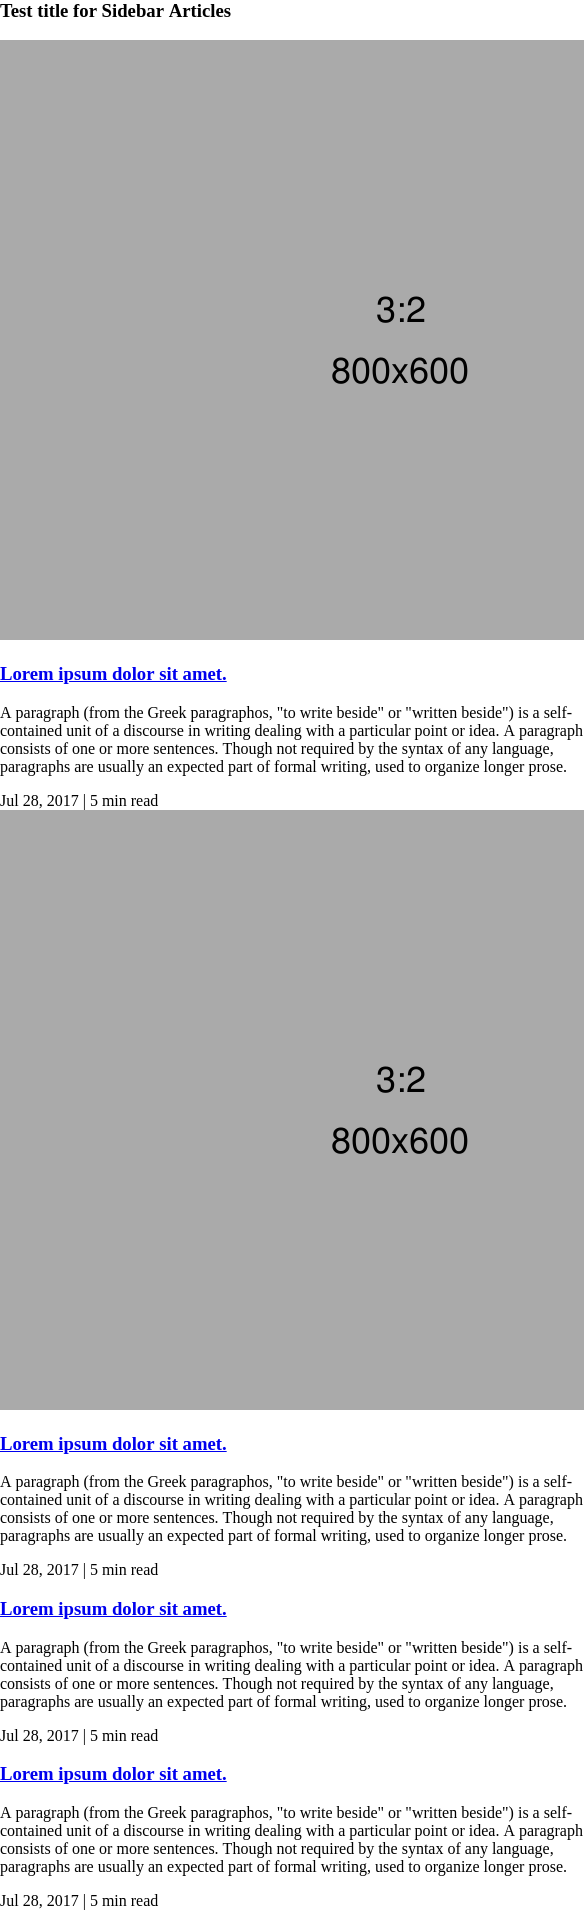 Test title for Sidebar Articles
3:2
800x600
Lorem ipsum dolor sit amet.
A paragraph (from the Greek paragraphos, "to write beside" or "written beside") is a self-
contained unit of a discourse in writing dealing with a particular point or idea. A paragraph
consists of one or more sentences. Though not required by the syntax of any language,
paragraphs are usually an expected part of formal writing, used to organize longer prose.
Jul 28, 2017 | 5 min read
3:2
800x600
Lorem ipsum dolor sit amet.
A paragraph (from the Greek paragraphos, "to write beside" or "written beside") is a self-
contained unit of a discourse in writing dealing with a particular point or idea. A paragraph
consists of one or more sentences. Though not required by the syntax of any language,
paragraphs are usually an expected part of formal writing, used to organize longer prose.
Jul 28, 2017 | 5 min read
Lorem ipsum dolor sit amet.
A paragraph (from the Greek paragraphos, "to write beside" or "written beside") is a self-
contained unit of a discourse in writing dealing with a particular point or idea. A paragraph
consists of one or more sentences. Though not required by the syntax of any language,
paragraphs are usually an expected part of formal writing, used to organize longer prose.
Jul 28, 2017 | 5 min read
Lorem ipsum dolor sit amet.
A paragraph (from the Greek paragraphos, "to write beside" or "written beside") is a self-
contained unit of a discourse in writing dealing with a particular point or idea. A paragraph
consists of one or more sentences. Though not required by the syntax of any language,
paragraphs are usually an expected part of formal writing, used to organize longer prose.
Jul 28, 2017 | 5 min read